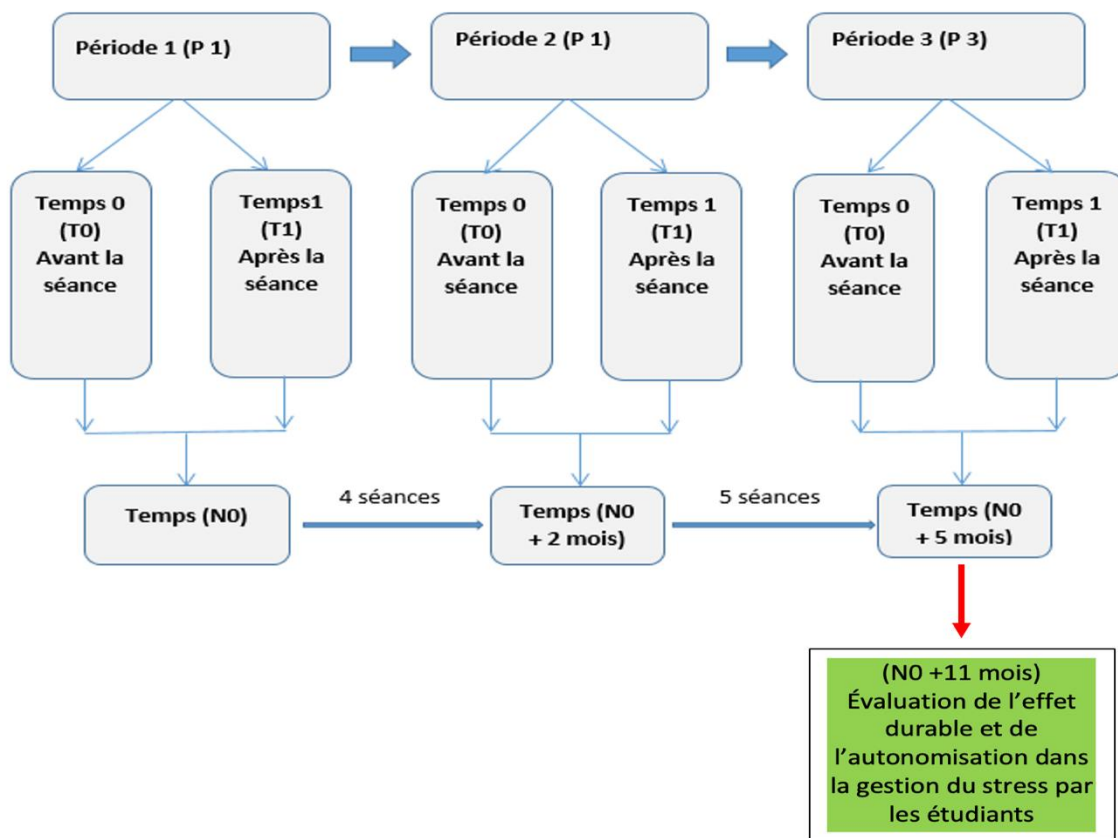 Période 1 (P 1)
Période 2 (P 1)
Période 3 (P 3)
Temps 0
(T0)
Avant la
séance
Temps1
(T1)
Après la
séance
Temps 0
(T0)
Avant la
séance
Temps 1
(T1)
Après la
séance
Temps 0
(T0)
Avant la
séance
Temps 1
(T1)
Après la
séance
Temps (N0)
4 séances
Temps (N0
+ 2 mois)
5 séances
Temps (N0
+ 5 mois)
(N0 +11 mois)
Évaluation de l’effet
durable et de
l’autonomisation dans
la gestion du stress par
les étudiants